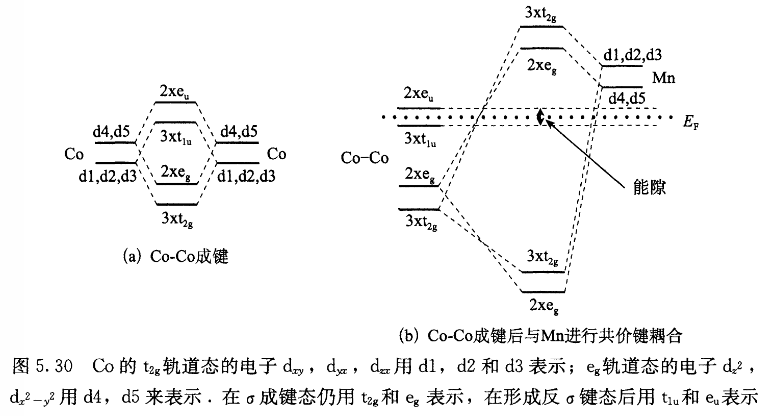 3xt2g
2xeg
d1,d2,d3
Mn
d4,d5
2xeu
2xeu
EF
d4,d5
3xt1u
d4,d5
3xt1u
Co
Co
Co-Co
能隙
d1,d2,d3
2xeg
d1,d2,d3
2xeg
3xt2g
3xt2g
3xt2g
2xeg
(a) Co-Co成键
(b) Co-Co成键后与Mn进行共价键耦合
图 5.30 Co 的 t2g轨道态的电子 dxy, dyx, dzx用 d1, d2 和 d3 表示; eg轨道态的电子 dz²,
dx²-y² 用 d4, d5 来表示. 在 σ 成键态仍用 t2g和 eg 表示, 在形成反 σ 键态后用 t1u和 eu表示